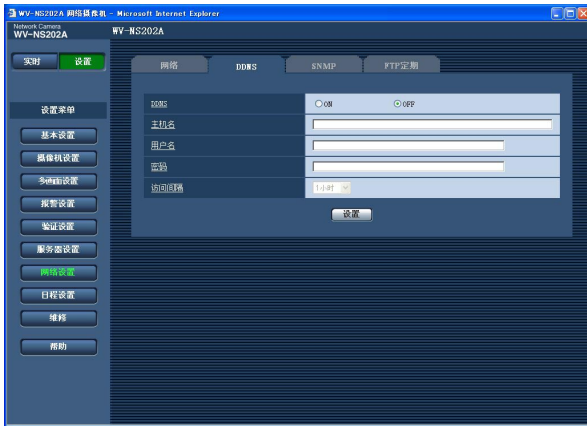 WV-NS202A 网络摄像机 - Microsoft Internet Explorer
Network Camera
WV-NS202A
WV-NS202A
实时 设置
网络 DDNS SNMP FTP定期
设置菜单
基本设置
摄像机设置
多画面设置
报警设置
验证设置
服务器设置
网络设置
日程设置
维修
帮助
DDNS ON OFF
主机名
用户名
密码
访问间隔 1小时
设置